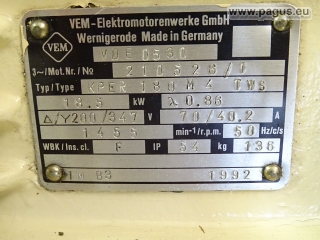 © www.pagus.eu
VEM-Elektromotorenwerke GmbH
Wernigerode Made in Germany
VEM
VDE 0530
3~/Mot.Nr./№ 210328/1
Typ/Type KPER 180 M 4 TWS
18,5 kW λ 0,86
Δ/Y200/347 V 70/40,2 A
1455 min⁻¹/r.p.m. 50 Hz/c/s
WBK/Ins. cl. F IP 54 kg 136
1992